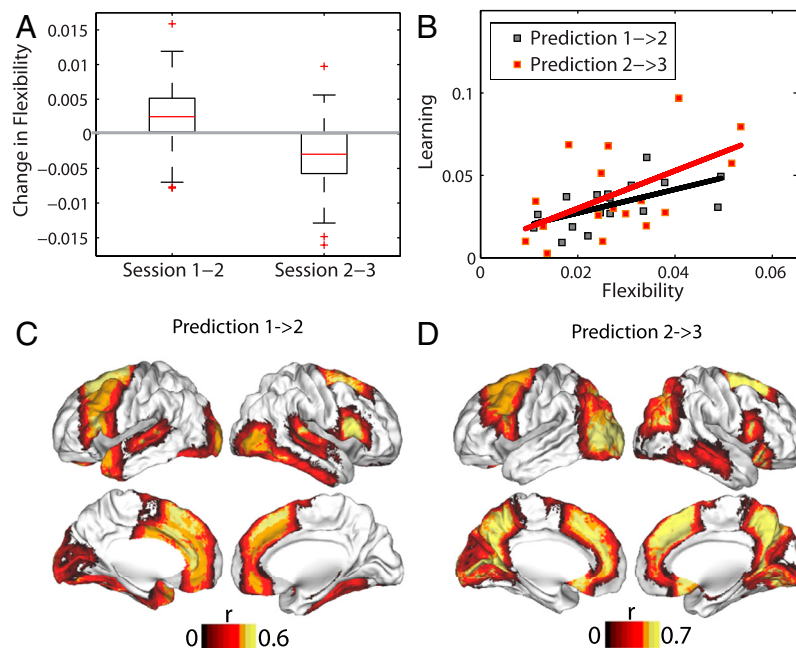 A
Change in Flexibility
0.015
0.01
0.005
0
−0.005
−0.01
−0.015
Session 1−2
Session 2−3
B
Prediction 1−>2
Prediction 2−>3
Learning
0.1
0.05
0
0
0.02
0.04
0.06
Flexibility
C
Prediction 1->2
r
0
0.6
D
Prediction 2->3
r
0
0.7